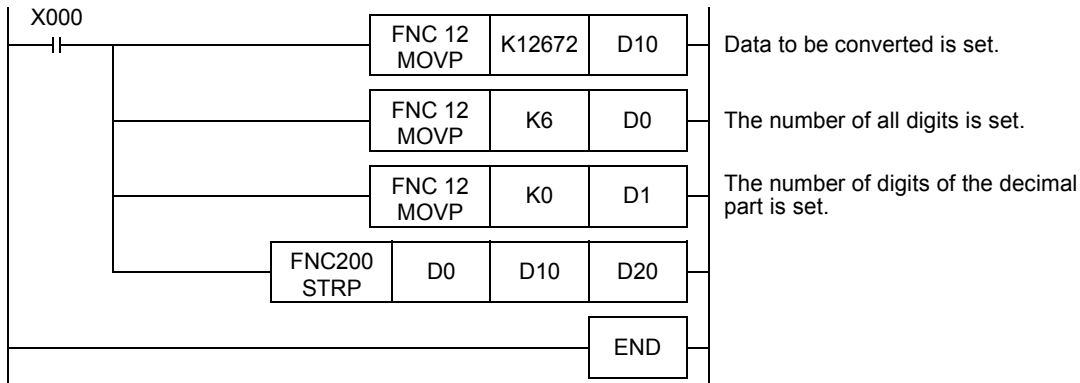 X000
FNC 12 MOVP K12672 D10 Data to be converted is set.
FNC 12 MOVP K6 D0 The number of all digits is set.
FNC 12 MOVP K0 D1 The number of digits of the decimal
part is set.
FNC200 STRP D0 D10 D20
END